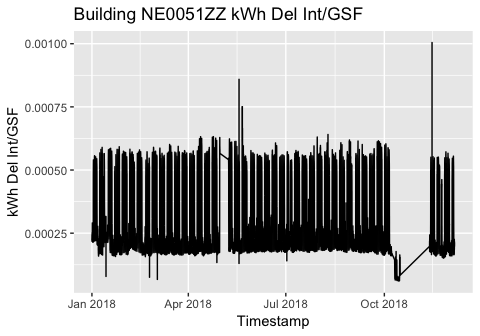 Building NE0051ZZ kWh Del Int/GSF
kWh Del Int/GSF
0.00100
0.00075
0.00050
0.00025
Jan 2018
Apr 2018
Jul 2018
Oct 2018
Timestamp